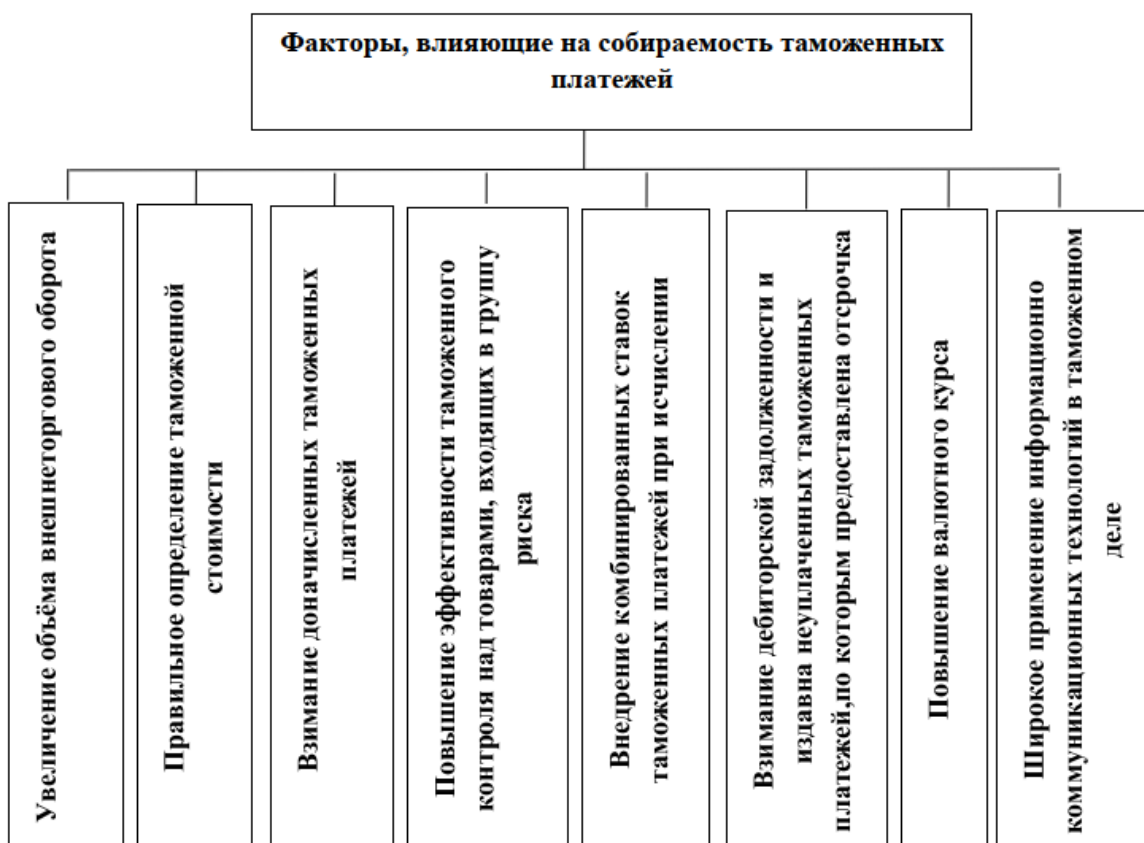 Факторы, влияющие на собираемость таможенных
платежей
Увеличение объёма внешнеторгового оборота
Правильное определение таможенной
стоимости
Взимание доначисленных таможенных
платежей
Повышение эффективности таможенного
контроля над товарами, входящих в группу
риска
Внедрение комбинированных ставок
таможенных платежей при исчислении
Взимание дебиторской задолженности и
издавна неуплаченных таможенных
платежей,по которым предоставлена отсрочка
Повышение валютного курса
Широкое применение информационно
коммуникационных технологий в таможенном
деле